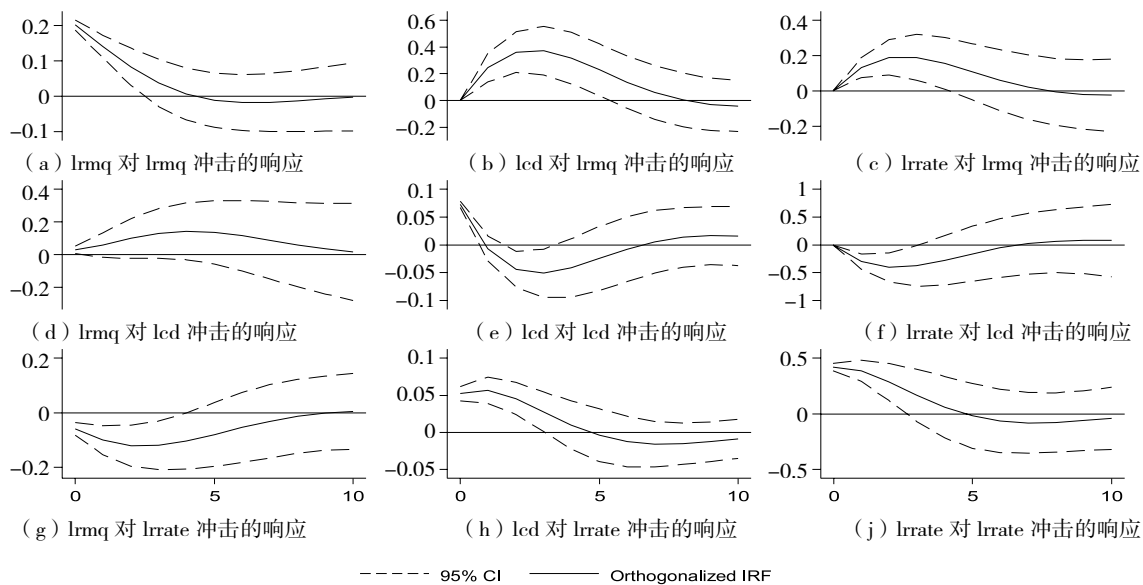 0.2
0.1
0
−0.1
0.6
0.4
0.2
0
−0.2
0.4
0.2
0
−0.2
（a）lrmq 对 lrmq 冲击的响应
（b）lcd 对 lrmq 冲击的响应
（c）lrrate 对 lrmq 冲击的响应
0.4
0.2
0
−0.2
0.1
0.05
0
−0.05
−0.1
1
0.5
0
−0.5
−1
（d）lrmq 对 lcd 冲击的响应
（e）lcd 对 lcd 冲击的响应
（f）lrrate 对 lcd 冲击的响应
0.2
0
−0.2
0 5 10
0.1
0.05
0
−0.05
0 5 10
0.5
0
−0.5
0 5 10
（g）lrmq 对 lrrate 冲击的响应
（h）lcd 对 lrrate 冲击的响应
（j）lrrate 对 lrrate 冲击的响应
95% CI Orthogonalized IRF